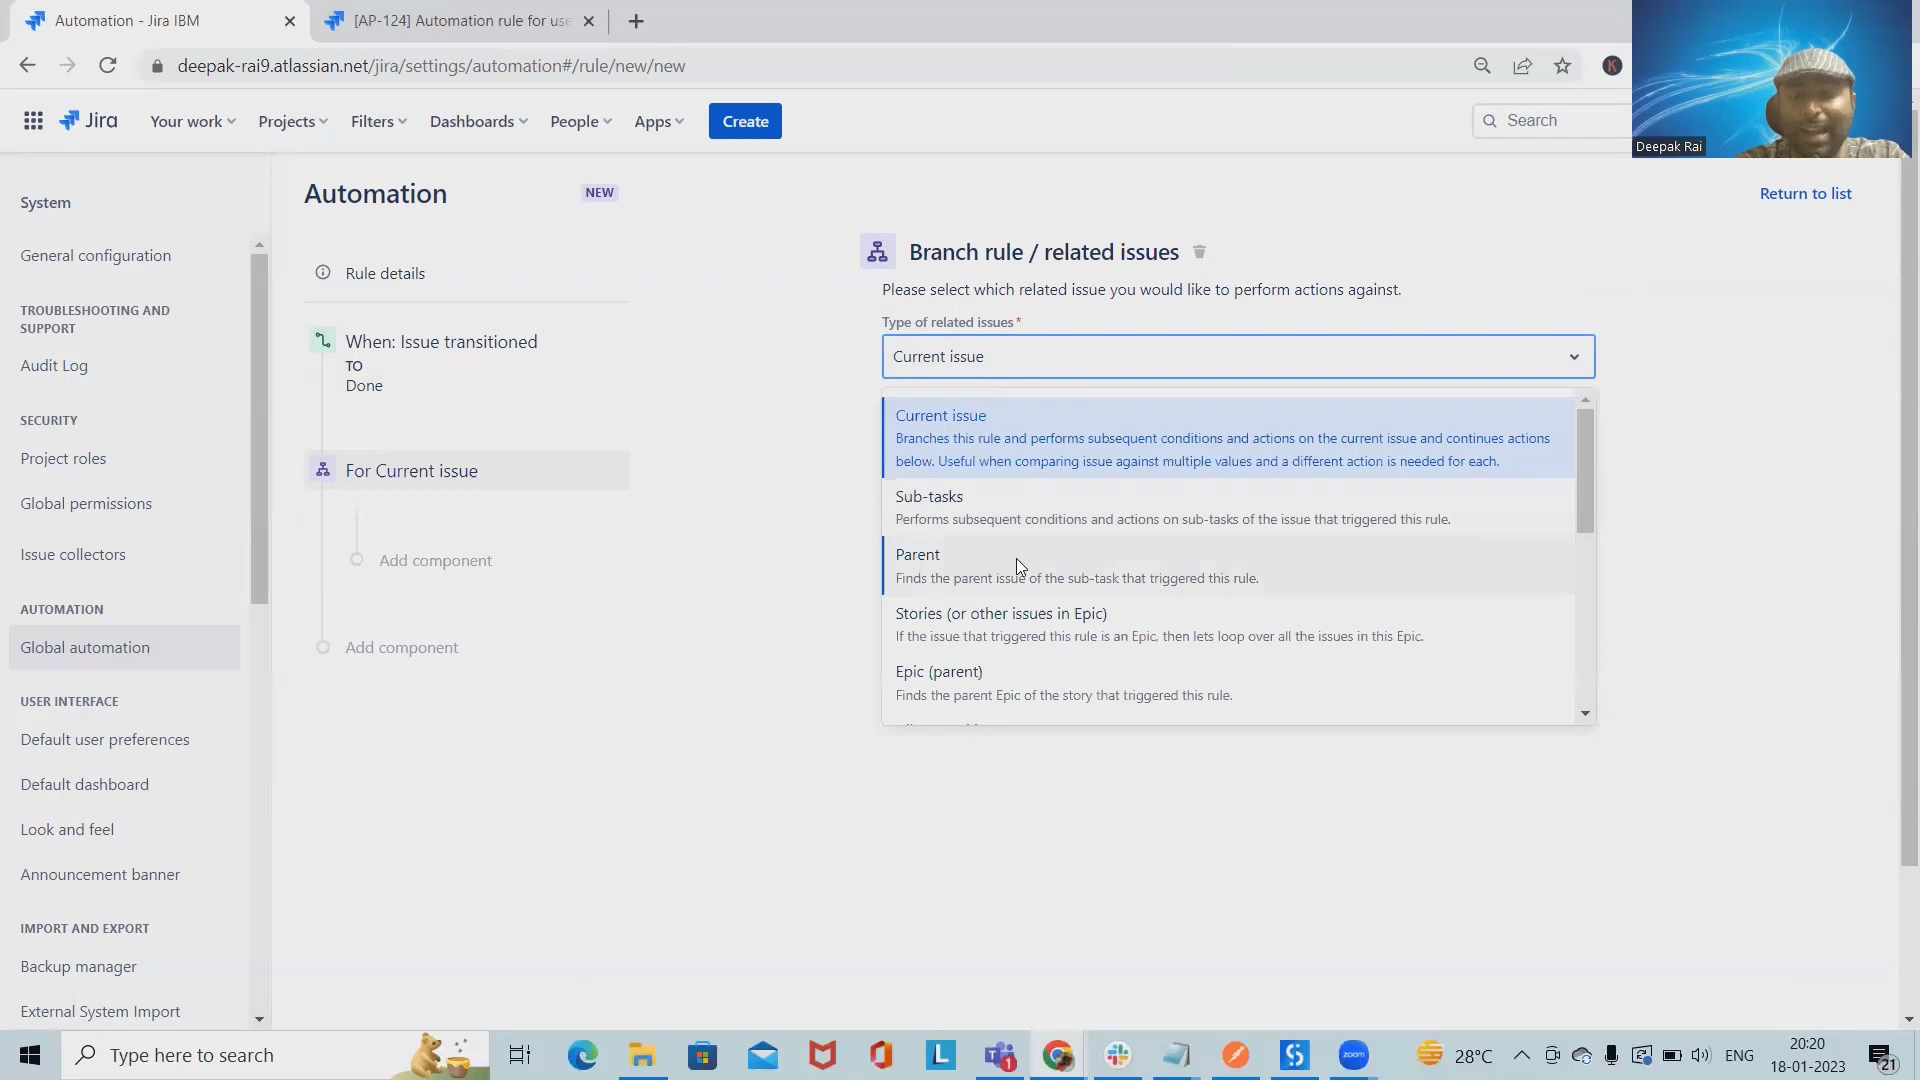 Automation - Jira IBM
[AP-124] Automation rule for use
deepak-rai9.atlassian.net/jira/settings/automation#/rule/new/new
K
Jira
Your work
Projects
Filters
Dashboards
People
Apps
Create
Search
Deepak Rai
System
General configuration
TROUBLESHOOTING AND
SUPPORT
Audit Log
SECURITY
Project roles
Global permissions
Issue collectors
AUTOMATION
Global automation
USER INTERFACE
Default user preferences
Default dashboard
Look and feel
Announcement banner
IMPORT AND EXPORT
Backup manager
External System Import
Automation
NEW
Return to list
Rule details
When: Issue transitioned
TO
Done
For Current issue
Add component
Add component
Branch rule / related issues
Please select which related issue you would like to perform actions against.
Type of related issues*
Current issue
Current issue
Branches this rule and performs subsequent conditions and actions on the current issue and continues actions
below. Useful when comparing issue against multiple values and a different action is needed for each.
Sub-tasks
Performs subsequent conditions and actions on sub-tasks of the issue that triggered this rule.
Parent
Finds the parent issue of the sub-task that triggered this rule.
Stories (or other issues in Epic)
If the issue that triggered this rule is an Epic, then lets loop over all the issues in this Epic.
Epic (parent)
Finds the parent Epic of the story that triggered this rule.
Type here to search
L
1
zoom
28°C
ENG
20:20
18-01-2023
21